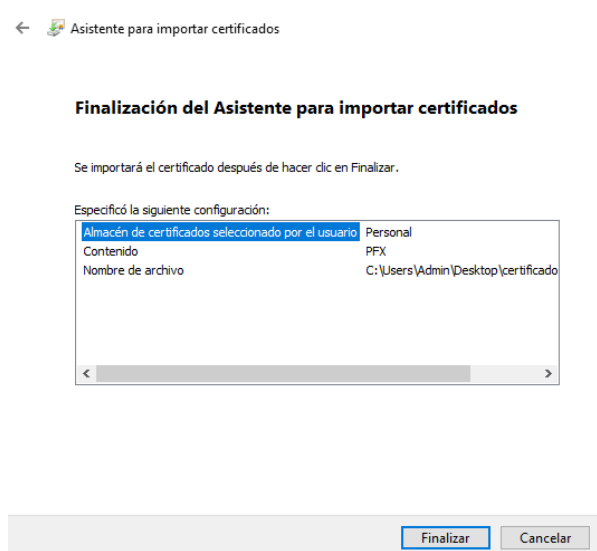 Asistente para importar certificados
Finalización del Asistente para importar certificados
Se importará el certificado después de hacer clic en Finalizar.
Especificó la siguiente configuración:
Almacén de certificados seleccionado por el usuario Personal
Contenido PFX
Nombre de archivo C:\Users\Admin\Desktop\certificado
Finalizar Cancelar